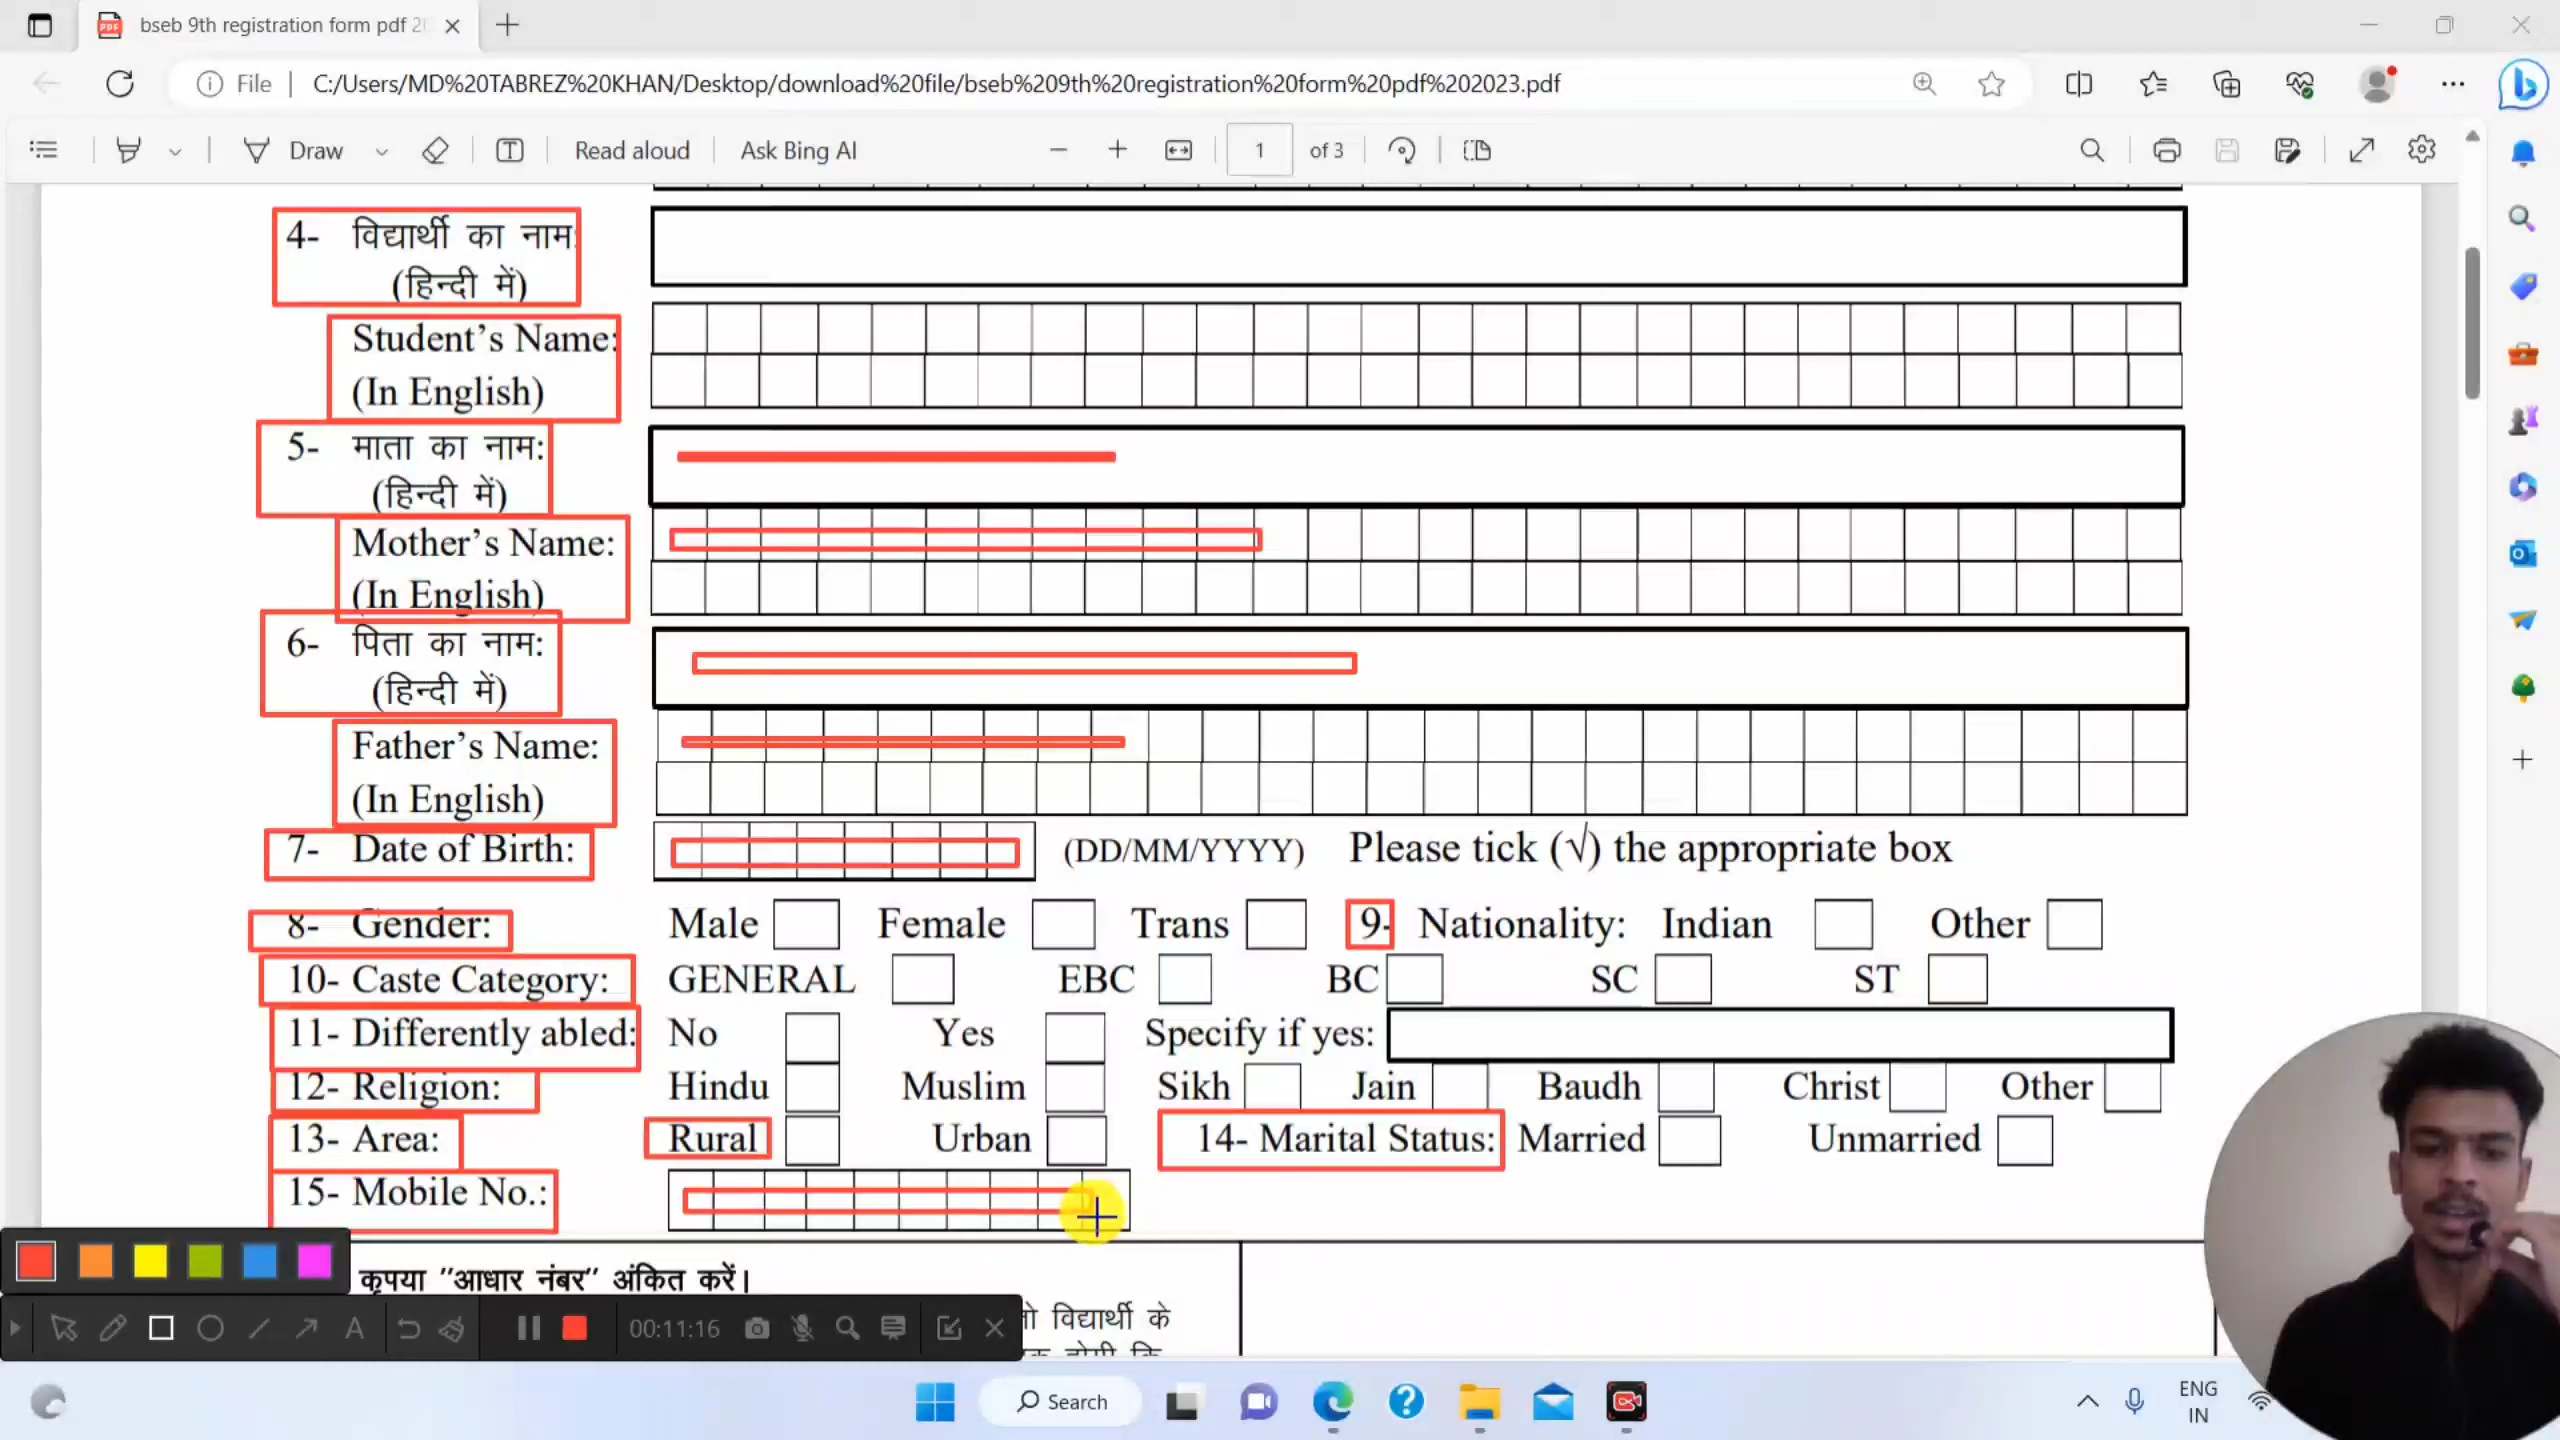 bseb 9th registration form pdf 2
File
C:/Users/MD%20TABREZ%20KHAN/Desktop/download%20file/bseb%209th%20registration%20form%20pdf%202023.pdf
Draw
Read aloud
Ask Bing AI
1 of 3
4- विद्यार्थी का नाम:
(हिन्दी में)
Student's Name:
(In English)
5- माता का नाम:
(हिन्दी में)
Mother's Name:
(In English)
6- पिता का नाम:
(हिन्दी में)
Father's Name:
(In English)
7- Date of Birth: (DD/MM/YYYY) Please tick (√) the appropriate box
8- Gender: Male Female Trans 9- Nationality: Indian Other
10- Caste Category: GENERAL EBC BC SC ST
11- Differently abled: No Yes Specify if yes:
12- Religion: Hindu Muslim Sikh Jain Baudh Christ Other
13- Area: Rural Urban 14- Marital Status: Married Unmarried
15- Mobile No.:
कृपया "आधार नंबर" अंकित करें।
विद्यार्थी के
होगी कि
00:11:16
Search
ENG
IN